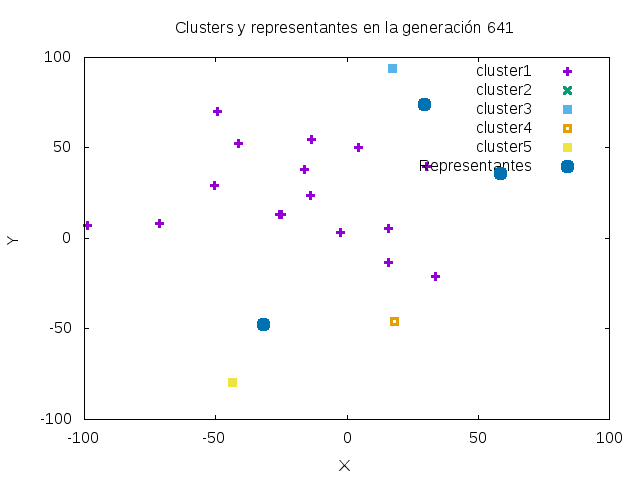 Clusters y representantes en la generación 641
100
50
0
-50
-100
-100 -50 0 50 100
Y
X
cluster1
cluster2
cluster3
cluster4
cluster5
Representantes